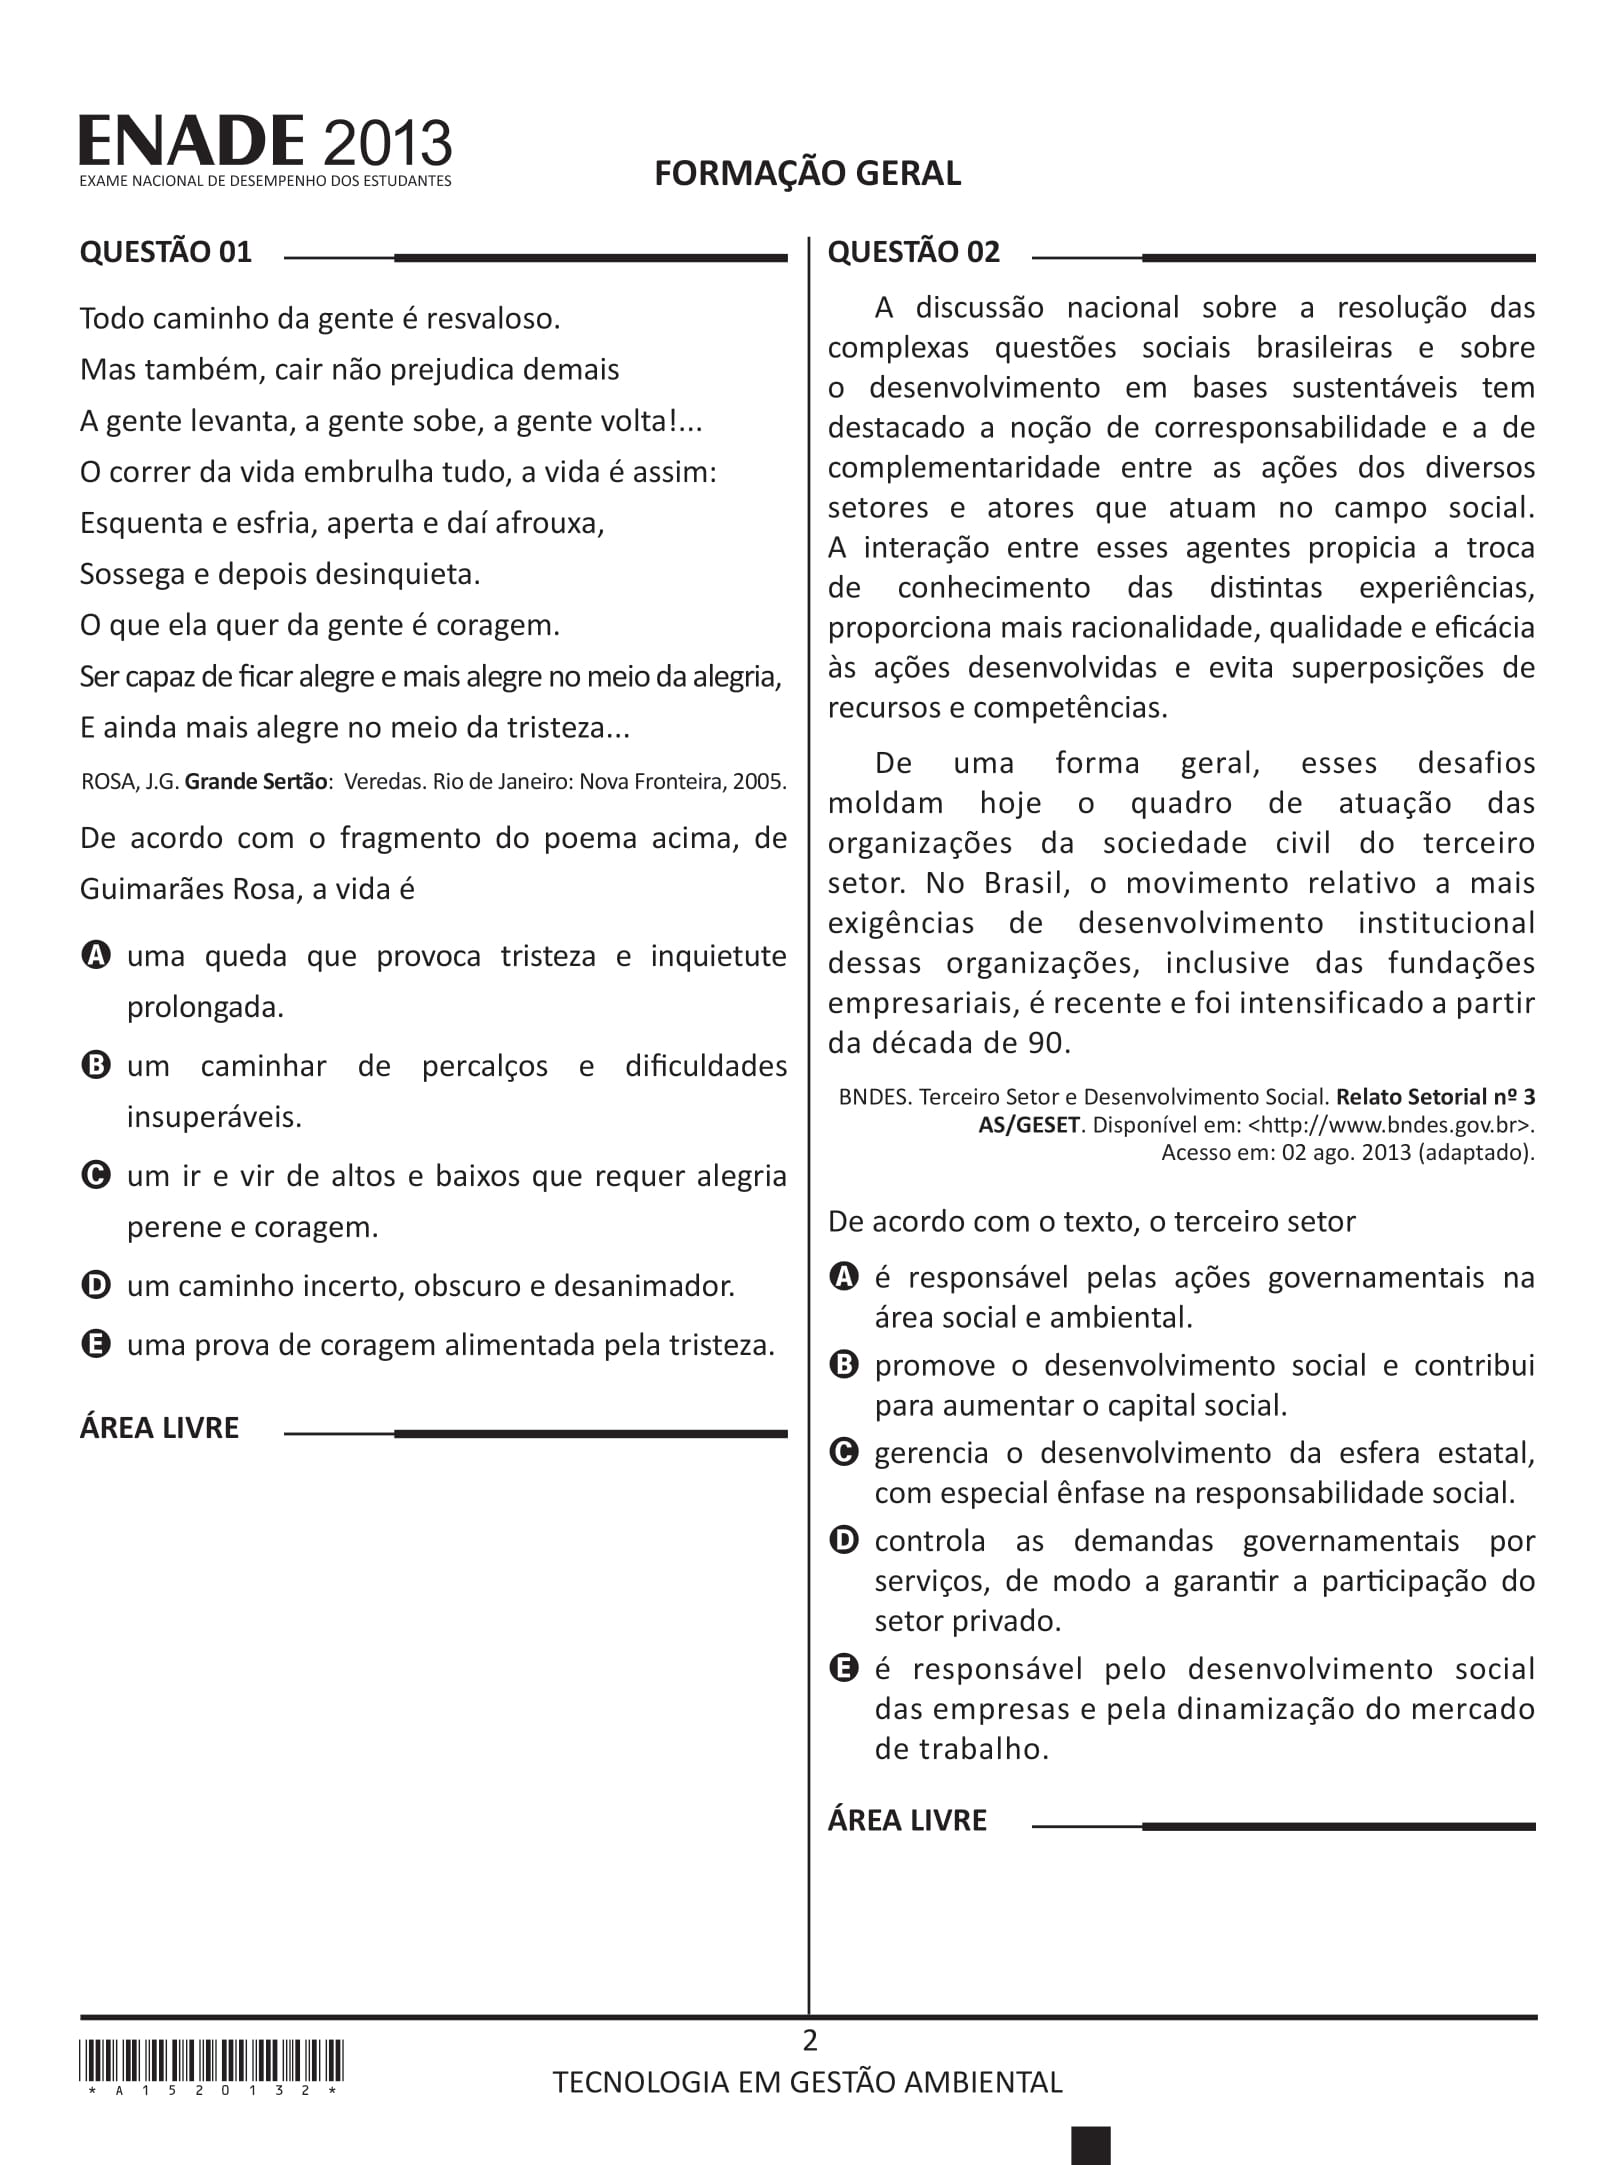 ENADE 2013
EXAME NACIONAL DE DESEMPENHO DOS ESTUDANTES
FORMAÇÃO GERAL
QUESTÃO 01
Todo caminho da gente é resvaloso.
Mas também, cair não prejudica demais
A gente levanta, a gente sobe, a gente volta!...
O correr da vida embrulha tudo, a vida é assim:
Esquenta e esfria, aperta e daí afrouxa,
Sossega e depois desinquieta.
O que ela quer da gente é coragem.
Ser capaz de ficar alegre e mais alegre no meio da alegria,
E ainda mais alegre no meio da tristeza...
ROSA, J.G. Grande Sertão: Veredas. Rio de Janeiro: Nova Fronteira, 2005.
De acordo com o fragmento do poema acima, de
Guimarães Rosa, a vida é
A uma queda que provoca tristeza e inquietute
prolongada.
B um caminhar de percalços e dificuldades
insuperáveis.
C um ir e vir de altos e baixos que requer alegria
perene e coragem.
D um caminho incerto, obscuro e desanimador.
E uma prova de coragem alimentada pela tristeza.
ÁREA LIVRE
QUESTÃO 02
A discussão nacional sobre a resolução das
complexas questões sociais brasileiras e sobre
o desenvolvimento em bases sustentáveis tem
destacado a noção de corresponsabilidade e a de
complementaridade entre as ações dos diversos
setores e atores que atuam no campo social.
A interação entre esses agentes propicia a troca
de conhecimento das distintas experiências,
proporciona mais racionalidade, qualidade e eficácia
às ações desenvolvidas e evita superposições de
recursos e competências.
De uma forma geral, esses desafios
moldam hoje o quadro de atuação das
organizações da sociedade civil do terceiro
setor. No Brasil, o movimento relativo a mais
exigências de desenvolvimento institucional
dessas organizações, inclusive das fundações
empresariais, é recente e foi intensificado a partir
da década de 90.
BNDES. Terceiro Setor e Desenvolvimento Social. Relato Setorial nº 3
AS/GESET. Disponível em: <http://www.bndes.gov.br>.
Acesso em: 02 ago. 2013 (adaptado).
De acordo com o texto, o terceiro setor
A é responsável pelas ações governamentais na
área social e ambiental.
B promove o desenvolvimento social e contribui
para aumentar o capital social.
C gerencia o desenvolvimento da esfera estatal,
com especial ênfase na responsabilidade social.
D controla as demandas governamentais por
serviços, de modo a garantir a participação do
setor privado.
E é responsável pelo desenvolvimento social
das empresas e pela dinamização do mercado
de trabalho.
ÁREA LIVRE
2
TECNOLOGIA EM GESTÃO AMBIENTAL
*A1520132*